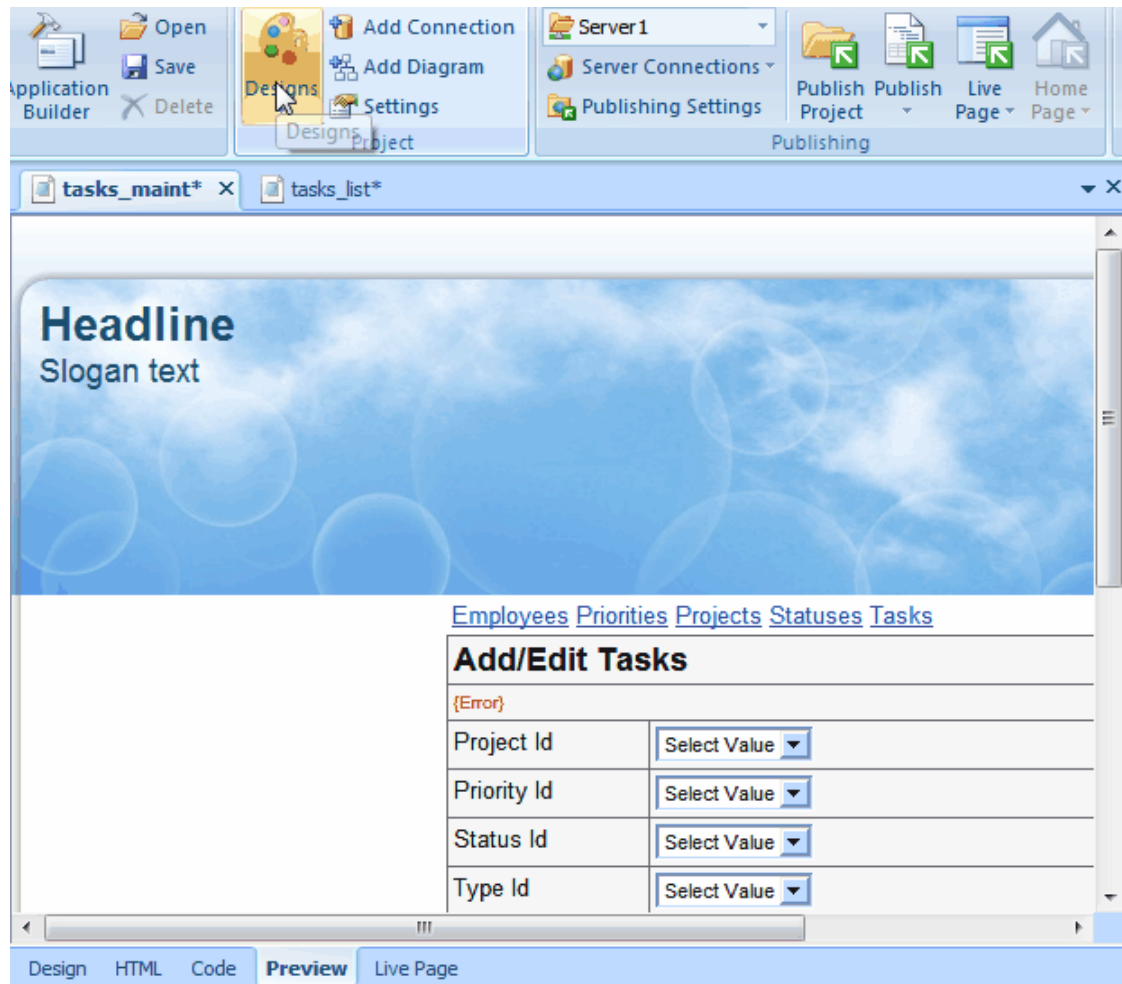 Open
Add Connection
Server1
Save
Add Diagram
Server Connections
Application Builder
Delete
Designs
Settings
Publishing Settings
Publish Project
Publish
Live Page
Home Page
Designs
Project
Publishing
tasks_maint*
tasks_list*
Headline
Slogan text
Employees Priorities Projects Statuses Tasks
Add/Edit Tasks
{Error}
Project Id Select Value
Priority Id Select Value
Status Id Select Value
Type Id Select Value
Design HTML Code Preview Live Page